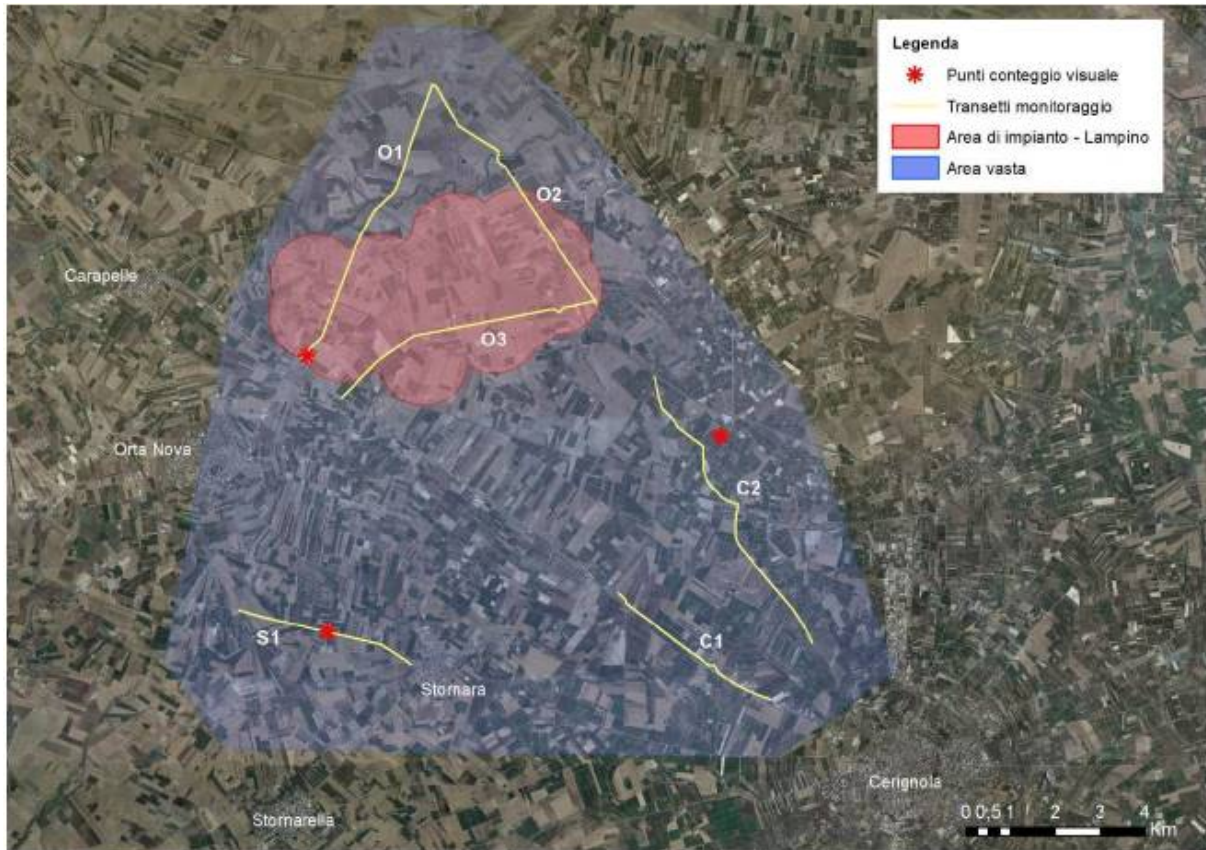 Legenda
Punti conteggio visuale
Transetti monitoraggio
Area di impianto - Lampino
Area vasta
O1
O2
Carapelle
O3
Orta Nova
C2
S1
C1
Stornara
Cerignola
Stornarella
0 0,5 1 2 3 4
Km